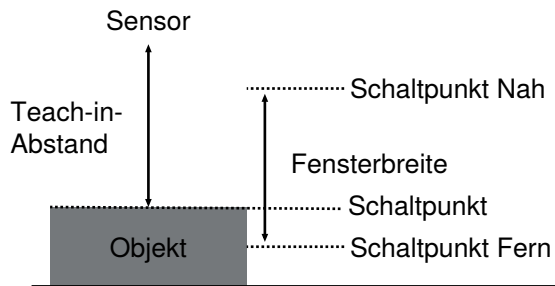 Sensor
Schaltpunkt Nah
Teach-in-
Abstand
Fensterbreite
Schaltpunkt
Objekt
Schaltpunkt Fern